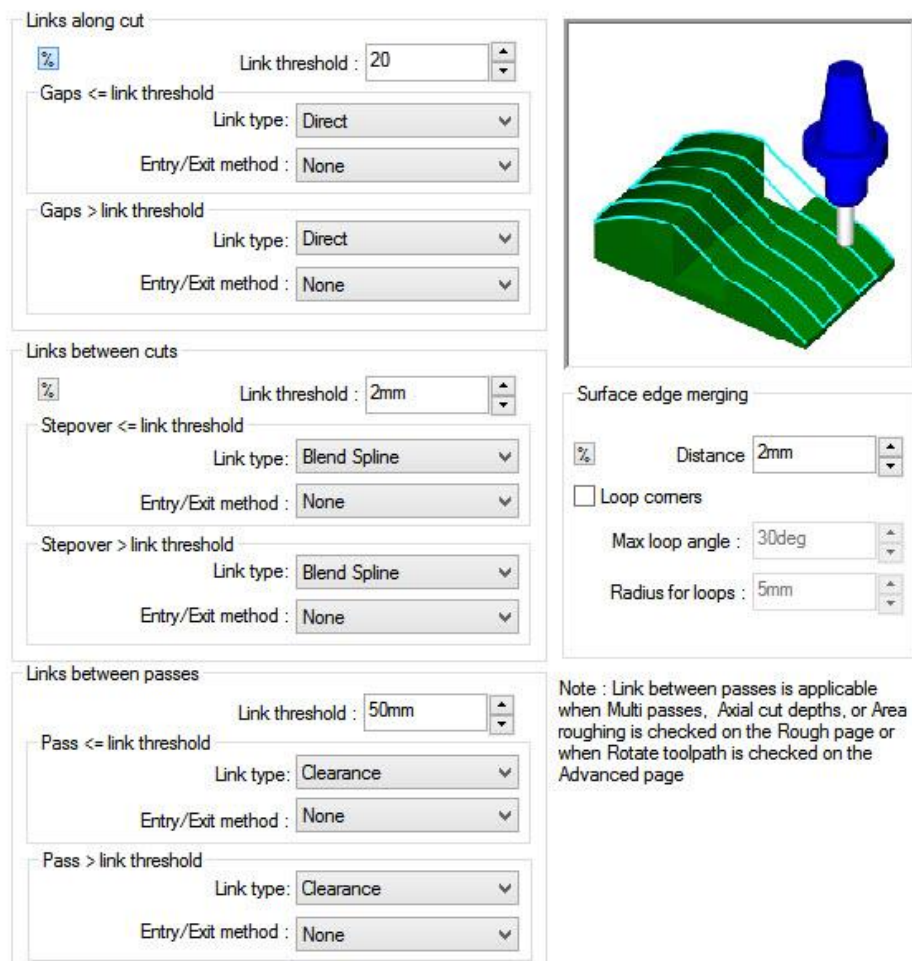 Links along cut
% Link threshold : 20
Gaps <= link threshold
Link type: Direct
Entry/Exit method : None
Gaps > link threshold
Link type: Direct
Entry/Exit method : None
Links between cuts
% Link threshold : 2mm
Stepover <= link threshold
Link type: Blend Spline
Entry/Exit method : None
Stepover > link threshold
Link type: Blend Spline
Entry/Exit method : None
Links between passes
Link threshold : 50mm
Pass <= link threshold
Link type: Clearance
Entry/Exit method : None
Pass > link threshold
Link type: Clearance
Entry/Exit method : None
Surface edge merging
% Distance 2mm
Loop corners
Max loop angle : 30deg
Radius for loops : 5mm
Note : Link between passes is applicable
when Multi passes, Axial cut depths, or Area
roughing is checked on the Rough page or
when Rotate toolpath is checked on the
Advanced page